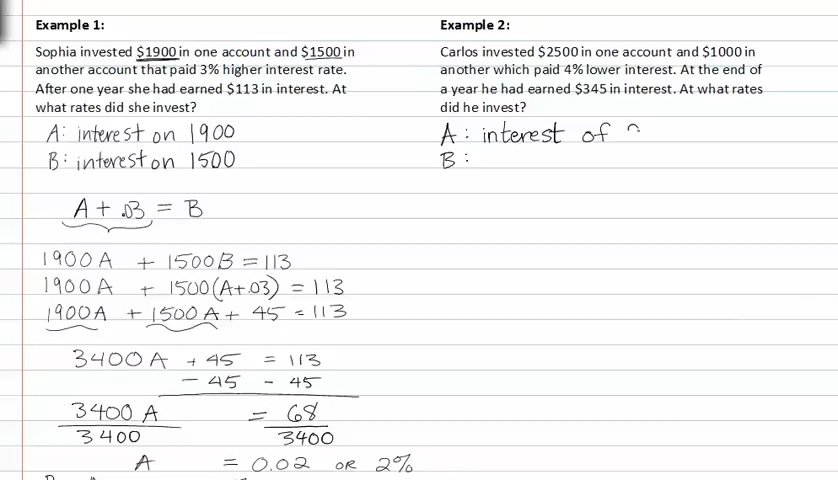 Example 1:
Sophia invested $1900 in one account and $1500 in
another account that paid 3% higher interest rate.
After one year she had earned $113 in interest. At
what rates did she invest?
A: interest on 1900
B: interest on 1500
A + .03 = B
1900A + 1500B = 113
1900A + 1500(A+.03) = 113
1900A + 1500A + 45 = 113
3400A + 45 = 113
- 45 - 45
3400A = 68
3400 3400
A = 0.02 OR 2%
Example 2:
Carlos invested $2500 in one account and $1000 in
another which paid 4% lower interest. At the end of
a year he had earned $345 in interest. At what rates
did he invest?
A: interest of
B: